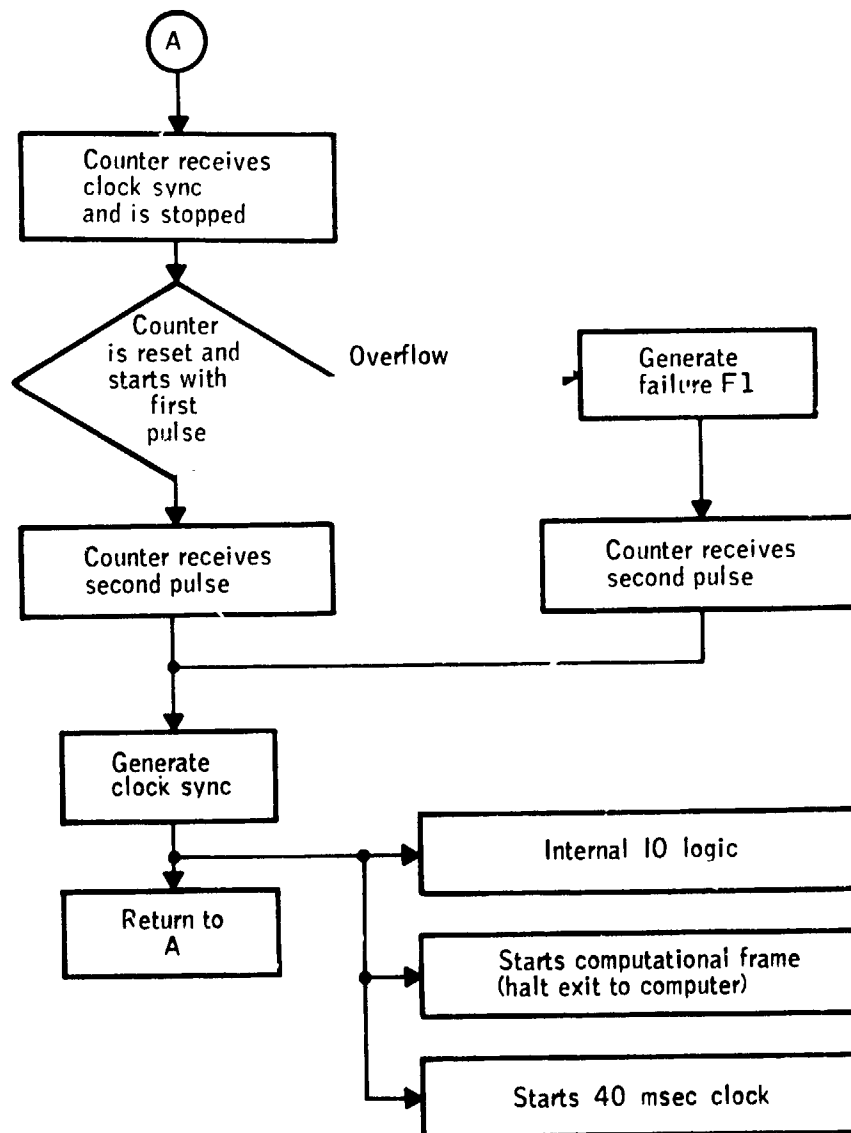 A
Counter receives
clock sync
and is stopped
Counter
is reset and
starts with
first
pulse
Overflow
Generate
failure F1
Counter receives
second pulse
Counter receives
second pulse
Generate
clock sync
Internal IO logic
Return to
A
Starts computational frame
(halt exit to computer)
Starts 40 msec clock